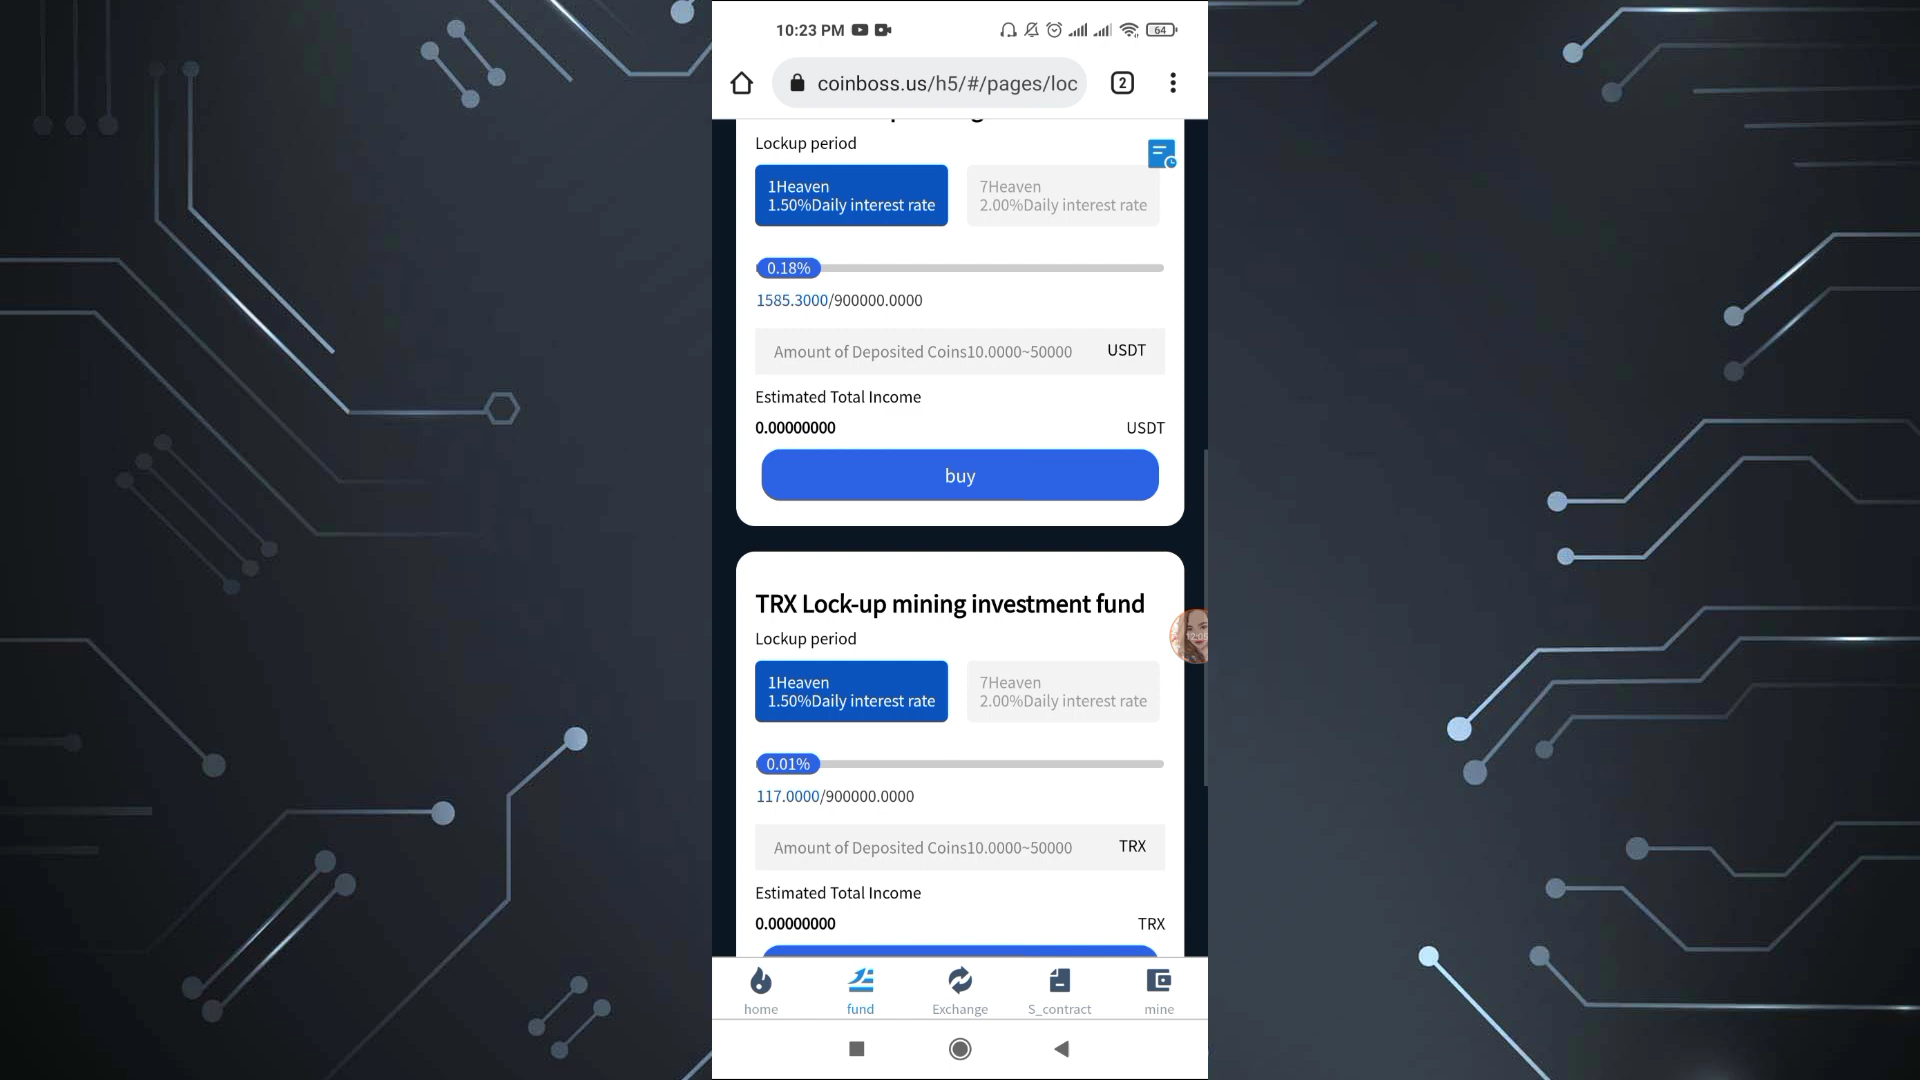 10:23 PM
64
coinboss.us/h5/#/pages/loc
2
Lockup period
1Heaven
1.50%Daily interest rate
7Heaven
2.00%Daily interest rate
0.18%
1585.3000/900000.0000
Amount of Deposited Coins10.0000~50000
USDT
Estimated Total Income
0.00000000
USDT
buy
TRX Lock-up mining investment fund
Lockup period
1Heaven
1.50%Daily interest rate
7Heaven
2.00%Daily interest rate
12:05
0.01%
117.0000/900000.0000
Amount of Deposited Coins10.0000~50000
TRX
Estimated Total Income
0.00000000
TRX
home
fund
Exchange
S_contract
mine